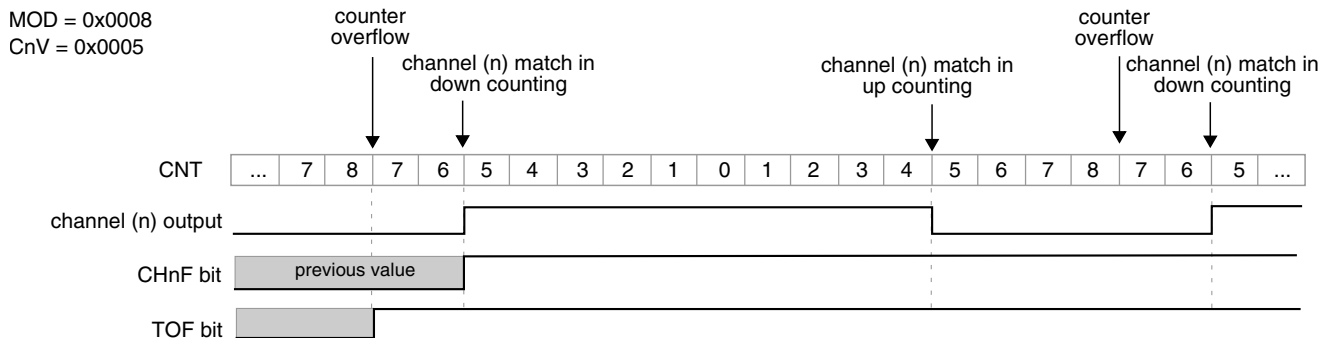 MOD = 0x0008
CnV = 0x0005
counter
overflow
channel (n) match in
down counting
channel (n) match in
up counting
counter
overflow
channel (n) match in
down counting
CNT ... 7 8 7 6 5 4 3 2 1 0 1 2 3 4 5 6 7 8 7 6 5 ...
channel (n) output
CHnF bit previous value
TOF bit